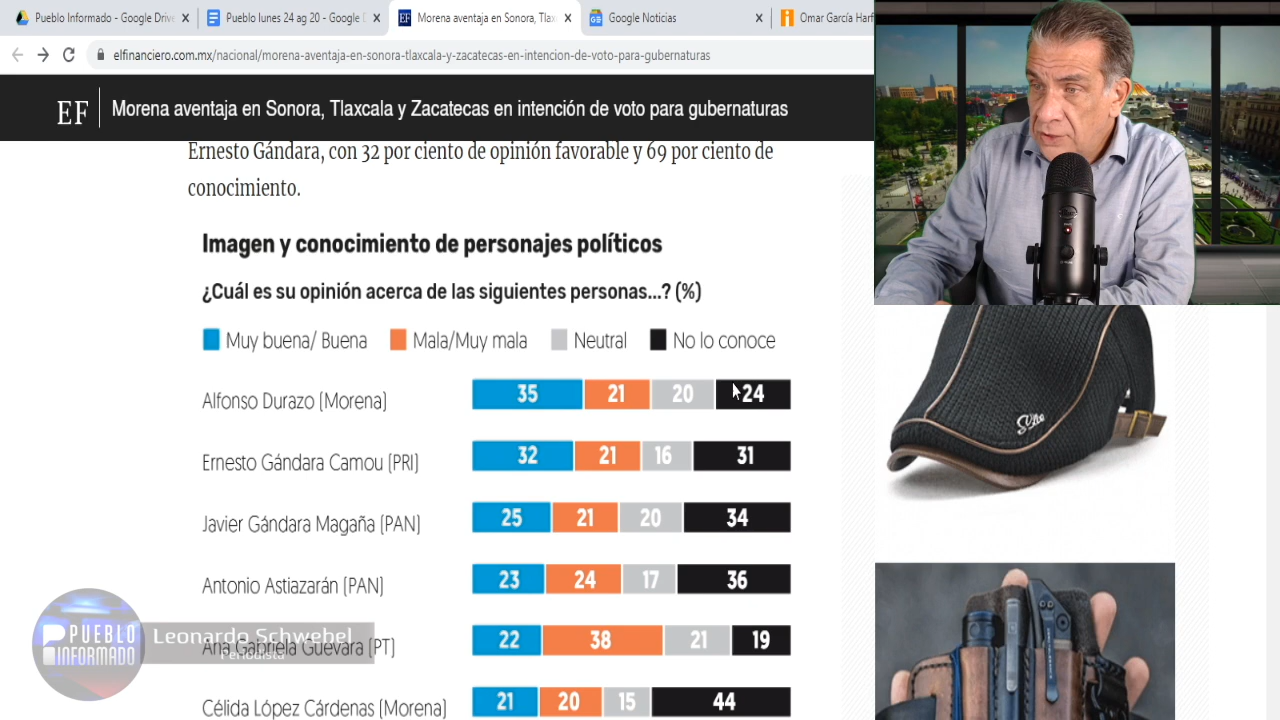 Pueblo Informado - Google Driv
Pueblo lunes 24 ag 20 - Google D
Morena aventaja en Sonora, Tlax
Google Noticias
Omar García Harf
elfinanciero.com.mx/nacional/morena-aventaja-en-sonora-tlaxcala-y-zacatecas-en-intencion-de-voto-para-gubernaturas
EF
Morena aventaja en Sonora, Tlaxcala y Zacatecas en intención de voto para gubernaturas
Ernesto Gándara, con 32 por ciento de opinión favorable y 69 por ciento de
conocimiento.
Imagen y conocimiento de personajes políticos
¿Cuál es su opinión acerca de las siguientes personas...? (%)
Muy buena/ Buena Mala/Muy mala Neutral No lo conoce
Alfonso Durazo (Morena) 35 21 20 24
Ernesto Gándara Camou (PRI) 32 21 16 31
Javier Gándara Magaña (PAN) 25 21 20 34
Antonio Astiazarán (PAN) 23 24 17 36
Ana Gabriela Guevara (PT) 22 38 21 19
Célida López Cárdenas (Morena) 21 20 15 44
PUEBLO
INFORMADO
Leonardo Schwebel
Periodista